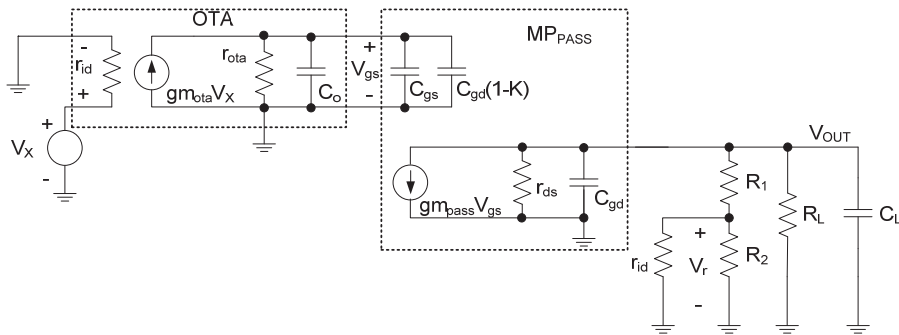 OTA
MP_PASS
- r_id +
gm_ota V_X
r_ota
C_o
+ V_gs -
C_gs
C_gd(1-K)
+ V_X -
gm_pass V_gs
r_ds
C_gd
V_OUT
R_1
R_2
r_id
+ V_r -
R_L
C_L